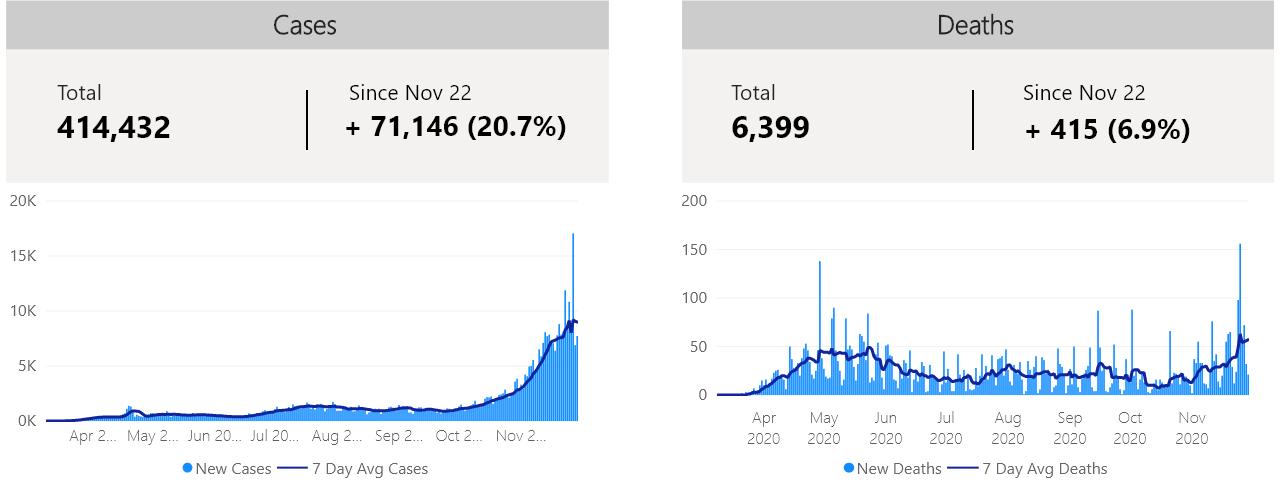 Cases
Total
414,432
Since Nov 22
+ 71,146 (20.7%)
20K
15K
10K
5K
0K
Apr 2... May 2... Jun 20... Jul 20... Aug 2... Sep 2... Oct 2... Nov 2...
New Cases 7 Day Avg Cases
Deaths
Total
6,399
Since Nov 22
+ 415 (6.9%)
200
150
100
50
0
Apr May Jun Jul Aug Sep Oct Nov
2020 2020 2020 2020 2020 2020 2020 2020
New Deaths 7 Day Avg Deaths